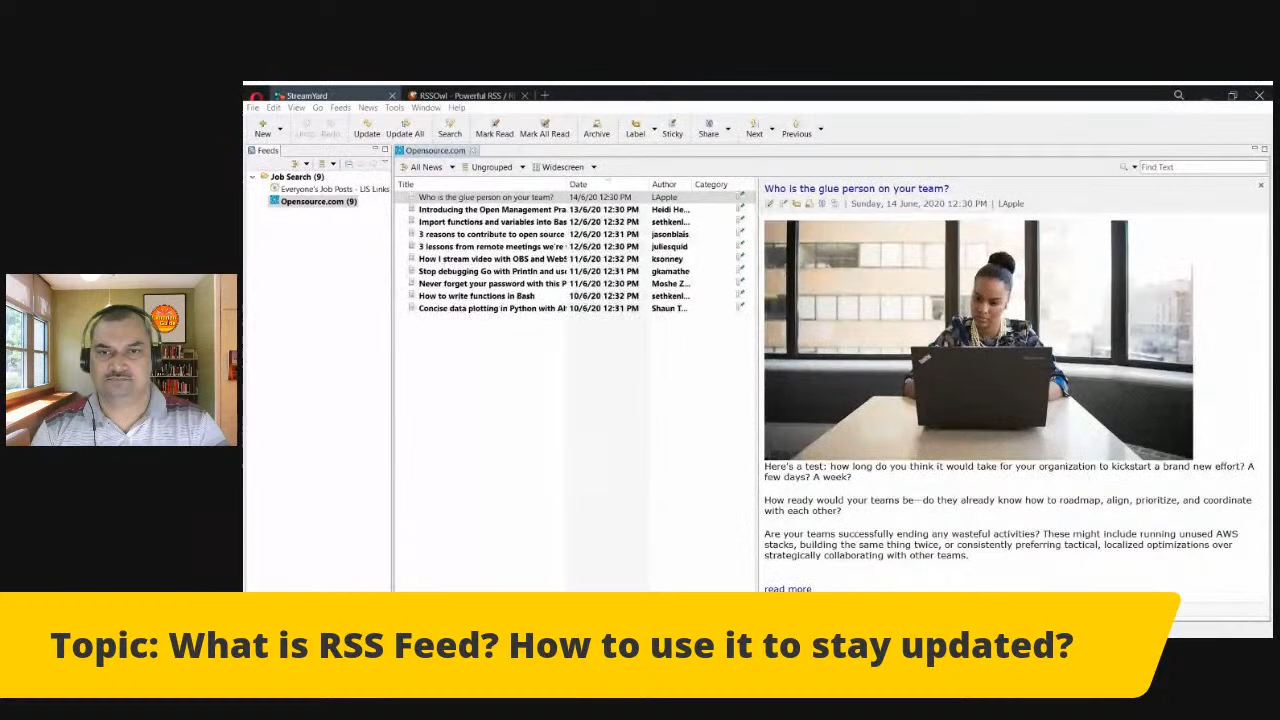 StreamYard
RSSOwl - Powerful RSS / R
File Edit View Go Feeds News Tools Window Help
New Undo Redo Update Update All Search Mark Read Mark All Read Archive Label Sticky Share Next Previous
Feeds
Opensource.com
All News Ungrouped Widescreen Find Text
Job Search (9)
Everyone's Job Posts - LIS Links
Opensource.com (9)
Title Date Author Category
Who is the glue person on your team? 14/6/20 12:30 PM LApple
Introducing the Open Management Pra 13/6/20 12:30 PM Heidi He...
Import functions and variables into Bas 12/6/20 12:32 PM sethkenl...
3 reasons to contribute to open source 12/6/20 12:31 PM jasonblais
3 lessons from remote meetings we're 12/6/20 12:30 PM juliesquid
How I stream video with OBS and WebS 11/6/20 12:32 PM ksonney
Stop debugging Go with Println and use 11/6/20 12:31 PM gkamathe
Never forget your password with this P 11/6/20 12:30 PM Moshe Z...
How to write functions in Bash 10/6/20 12:32 PM sethkenl...
Concise data plotting in Python with Al 10/6/20 12:31 PM Shaun T...
Who is the glue person on your team?
| Sunday, 14 June, 2020 12:30 PM | LApple
Here's a test: how long do you think it would take for your organization to kickstart a brand new effort? A
few days? A week?
How ready would your teams be—do they already know how to roadmap, align, prioritize, and coordinate
with each other?
Are your teams successfully ending any wasteful activities? These might include running unused AWS
stacks, building the same thing twice, or consistently preferring tactical, localized optimizations over
strategically collaborating with other teams.
read more
Topic: What is RSS Feed? How to use it to stay updated?